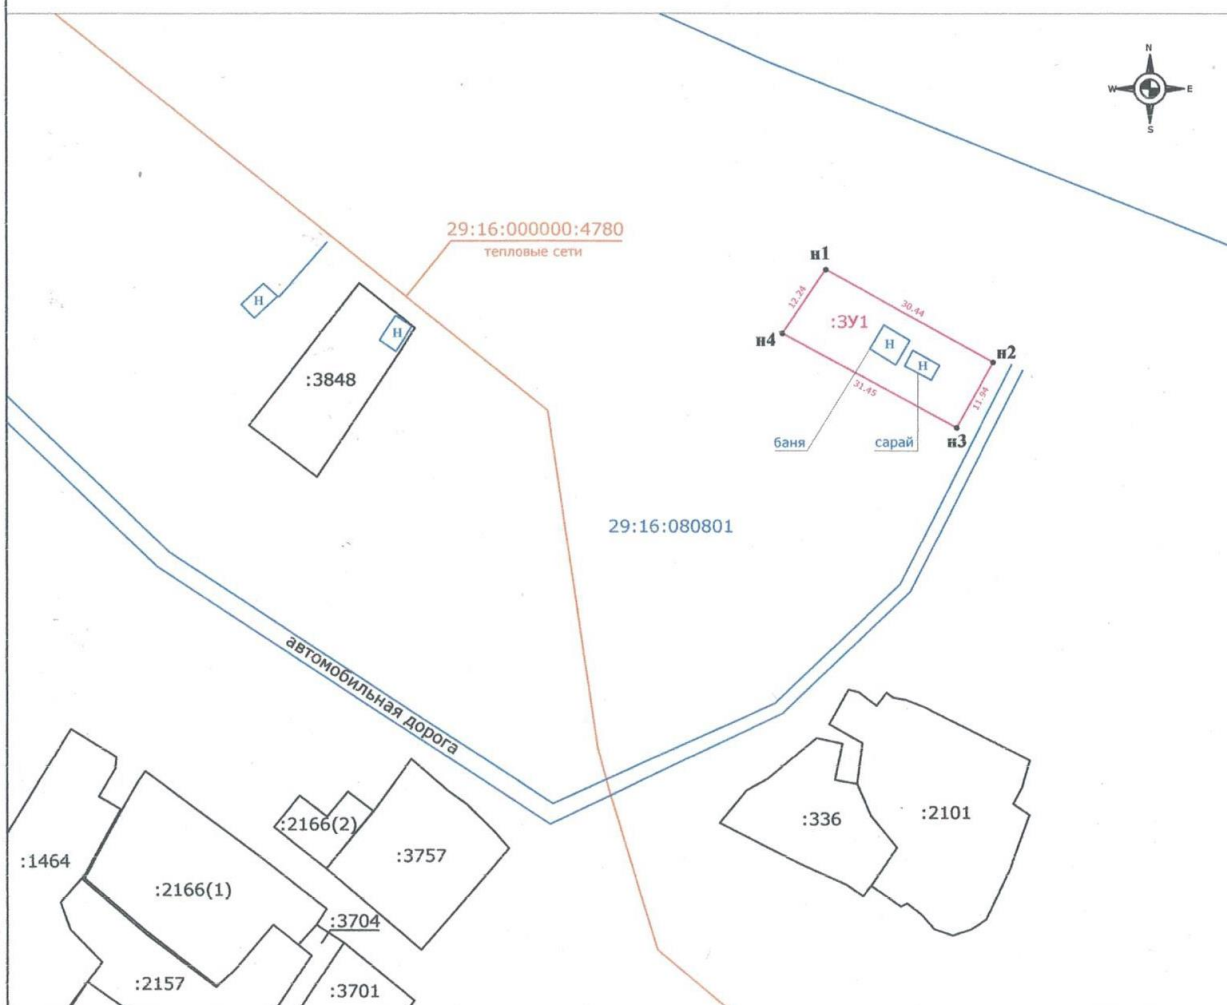 N
W E
S
29:16:000000:4780
тепловые сети
н1
12.24
30.44
:ЗУ1
н4
н2
Н
Н
Н
Н
:3848
31.45
11.94
баня
сарай
н3
29:16:080801
автомобильная дорога
:2166(2)
:336
:2101
:1464
:3757
:2166(1)
:3704
:2157
:3701